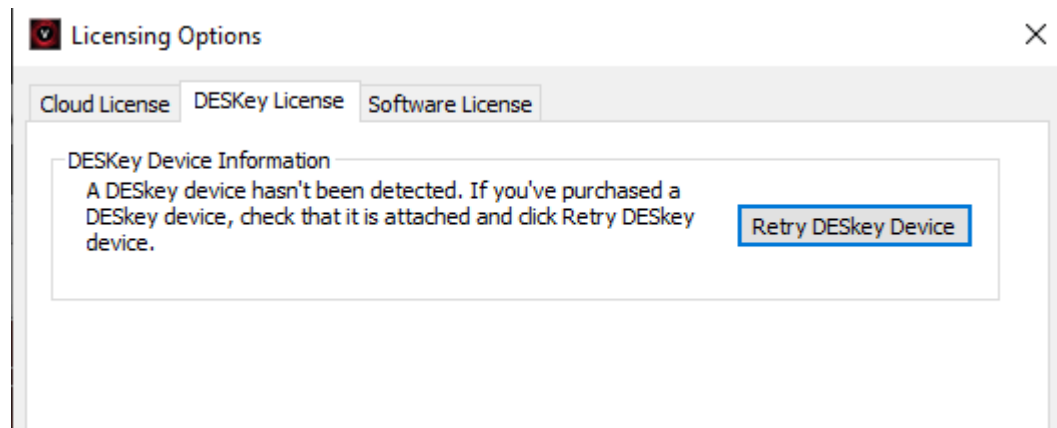 Licensing Options
Cloud License DESKey License Software License
DESKey Device Information
A DESkey device hasn't been detected. If you've purchased a
DESkey device, check that it is attached and click Retry DESkey
device.
Retry DESkey Device